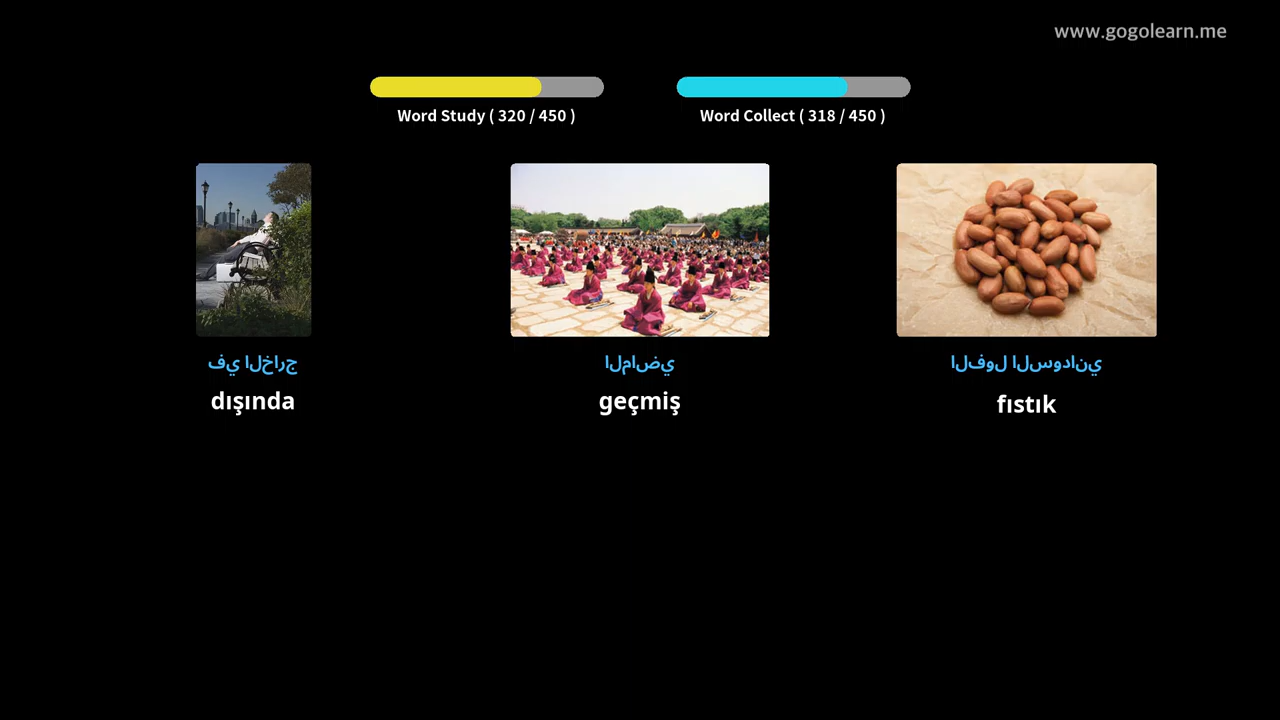 www.gogolearn.me
Word Study ( 320 / 450 )
Word Collect ( 318 / 450 )
في الخارج
الماضي
الفول السوداني
dışında
geçmiş
fıstık